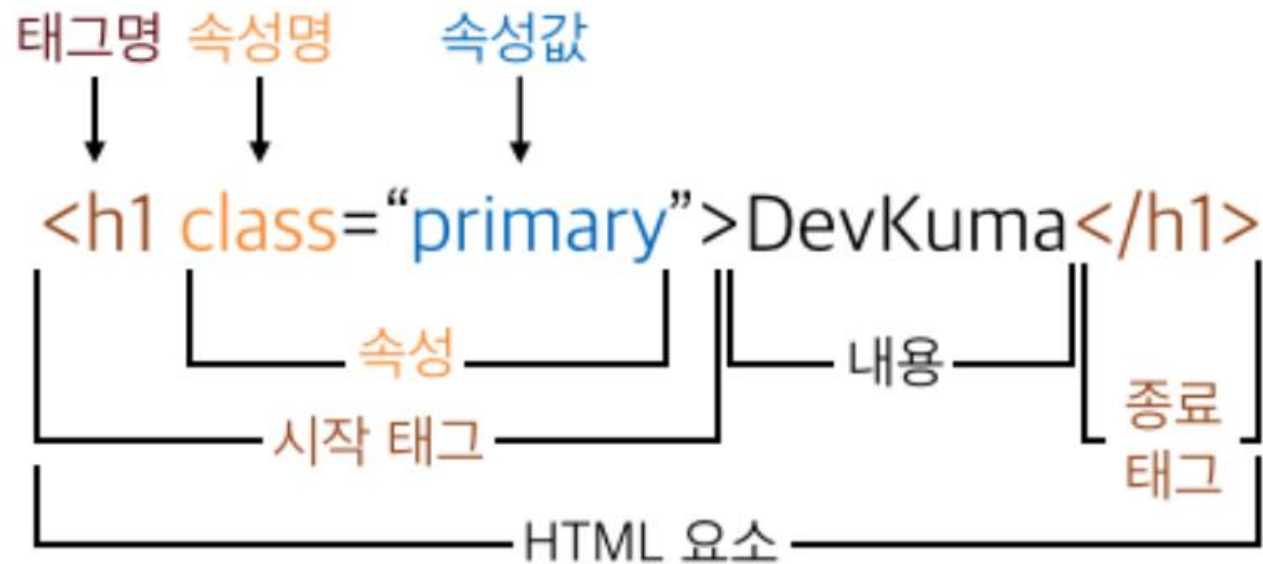 태그명 속성명 속성값
<h1 class=“primary”>DevKuma</h1>
속성
내용
시작 태그
종료
태그
HTML 요소